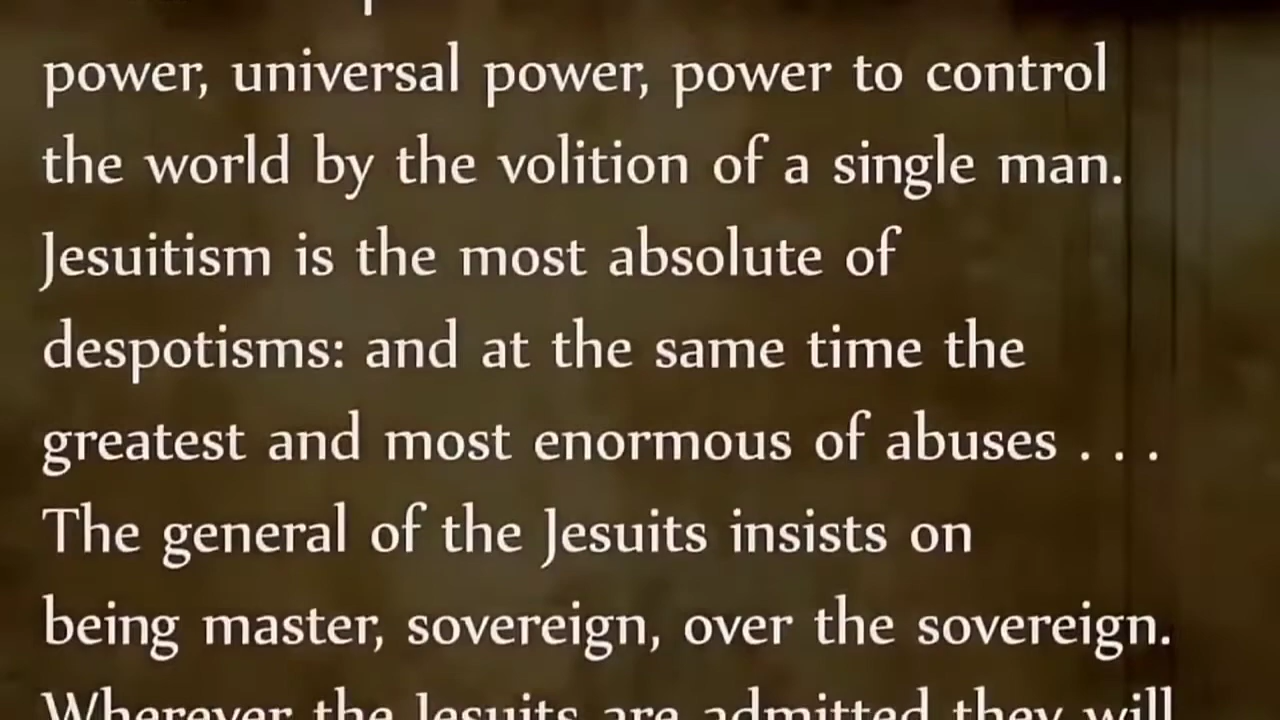 power, universal power, power to control
the world by the volition of a single man.
Jesuitism is the most absolute of
despotisms: and at the same time the
greatest and most enormous of abuses . . .
The general of the Jesuits insists on
being master, sovereign, over the sovereign.
Wherever the Jesuits are admitted they will